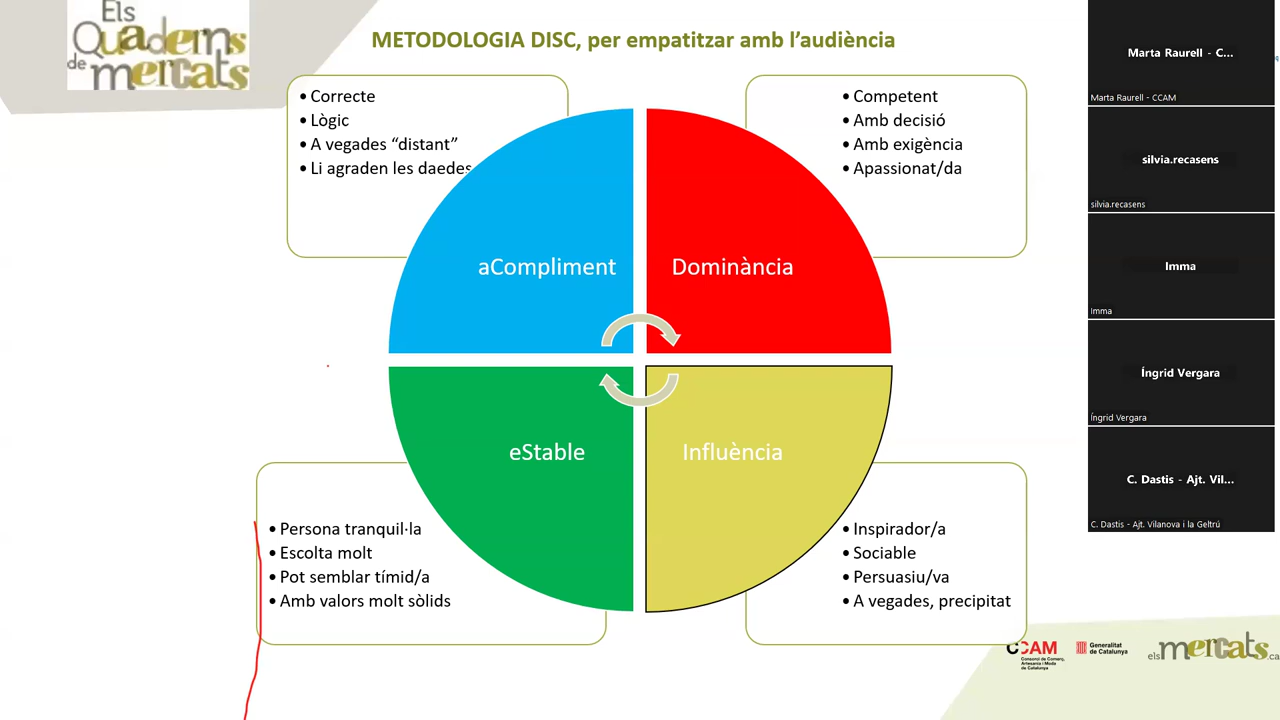 Els
Quaderns
de mercats
METODOLOGIA DISC, per empatitzar amb l’audiència
• Correcte
• Lògic
• A vegades “distant”
• Li agraden les daedes
• Competent
• Amb decisió
• Amb exigència
• Apassionat/da
aCompliment
Dominància
eStable
Influència
• Persona tranquil·la
• Escolta molt
• Pot semblar tímid/a
• Amb valors molt sòlids
• Inspirador/a
• Sociable
• Persuasiu/va
• A vegades, precipitat
CCAM
Consorci de Comerç,
Artesania i Moda
de Catalunya
Generalitat
de Catalunya
elsmercats.ca
Marta Raurell - C...
Marta Raurell - CCAM
silvia.recasens
silvia.recasens
Imma
Imma
Íngrid Vergara
Íngrid Vergara
C. Dastis - Ajt. Vil...
C. Dastis - Ajt. Vilanova i la Geltrú